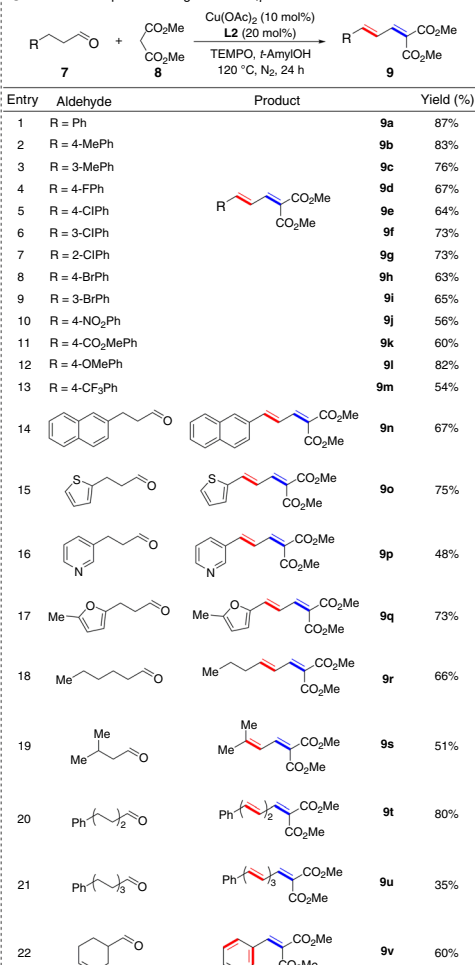 Cu(OAc)₂ (10 mol%)
L2 (20 mol%)
TEMPO, t-AmylOH
120 °C, N₂, 24 h
R O + CO₂Me CO₂Me R CO₂Me CO₂Me
7 8 9
Entry Aldehyde Product Yield (%)
1 R = Ph 9a 87%
2 R = 4-MePh 9b 83%
3 R = 3-MePh 9c 76%
4 R = 4-FPh 9d 67%
5 R = 4-ClPh R CO₂Me CO₂Me 9e 64%
6 R = 3-ClPh 9f 73%
7 R = 2-ClPh 9g 73%
8 R = 4-BrPh 9h 63%
9 R = 3-BrPh 9i 65%
10 R = 4-NO₂Ph 9j 56%
11 R = 4-CO₂MePh 9k 60%
12 R = 4-OMePh 9l 82%
13 R = 4-CF₃Ph 9m 54%
14 O CO₂Me CO₂Me 9n 67%
15 S O S CO₂Me CO₂Me 9o 75%
16 N O N CO₂Me CO₂Me 9p 48%
17 Me O O Me O CO₂Me CO₂Me 9q 73%
18 Me O Me CO₂Me CO₂Me 9r 66%
19 Me Me O Me Me CO₂Me CO₂Me 9s 51%
20 Ph ( )₂ O Ph ( )₂ CO₂Me CO₂Me 9t 80%
21 Ph ( )₃ O Ph ( )₃ CO₂Me CO₂Me 9u 35%
22 O CO₂Me 9v 60%